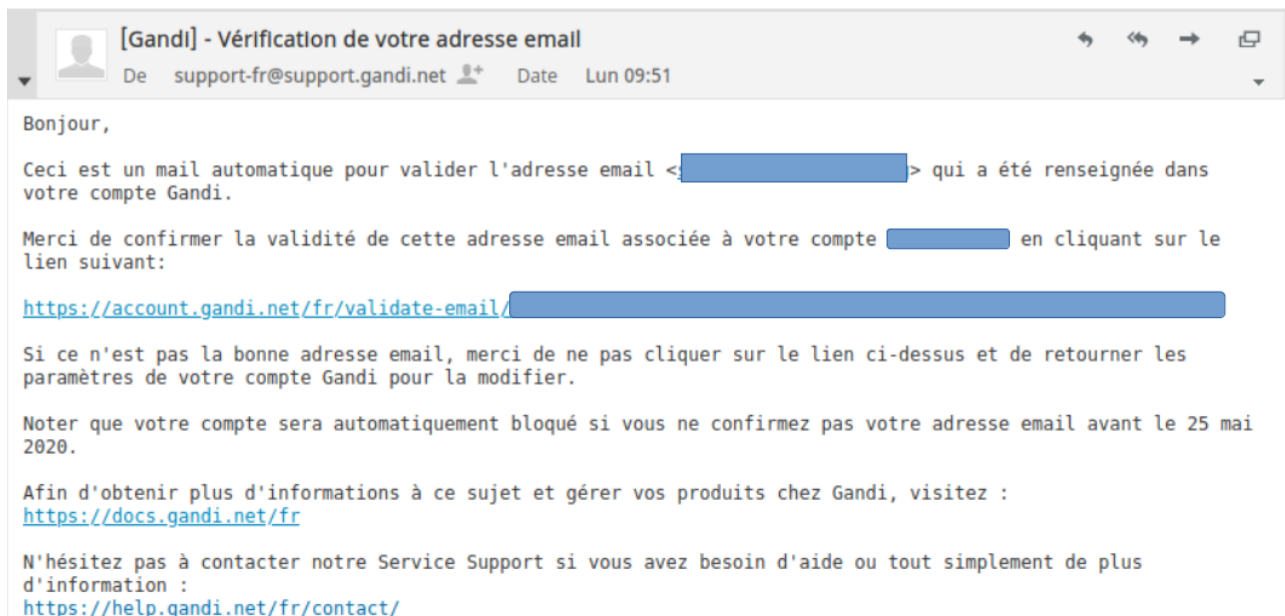 [Gandi] - Vérification de votre adresse email
De support-fr@support.gandi.net Date Lun 09:51
Bonjour,
Ceci est un mail automatique pour valider l'adresse email < > qui a été renseignée dans
votre compte Gandi.
Merci de confirmer la validité de cette adresse email associée à votre compte en cliquant sur le
lien suivant:
https://account.gandi.net/fr/validate-email/
Si ce n'est pas la bonne adresse email, merci de ne pas cliquer sur le lien ci-dessus et de retourner les
paramètres de votre compte Gandi pour la modifier.
Noter que votre compte sera automatiquement bloqué si vous ne confirmez pas votre adresse email avant le 25 mai
2020.
Afin d'obtenir plus d'informations à ce sujet et gérer vos produits chez Gandi, visitez :
https://docs.gandi.net/fr
N'hésitez pas à contacter notre Service Support si vous avez besoin d'aide ou tout simplement de plus
d'information :
https://help.gandi.net/fr/contact/